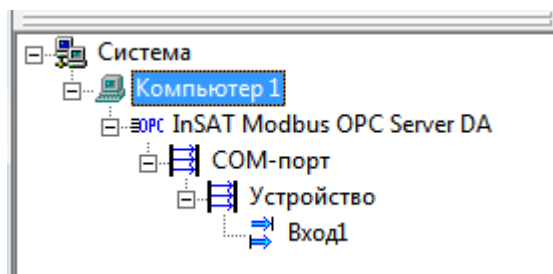 Система
Компьютер 1
OPC InSAT Modbus OPC Server DA
COM-порт
Устройство
Вход1